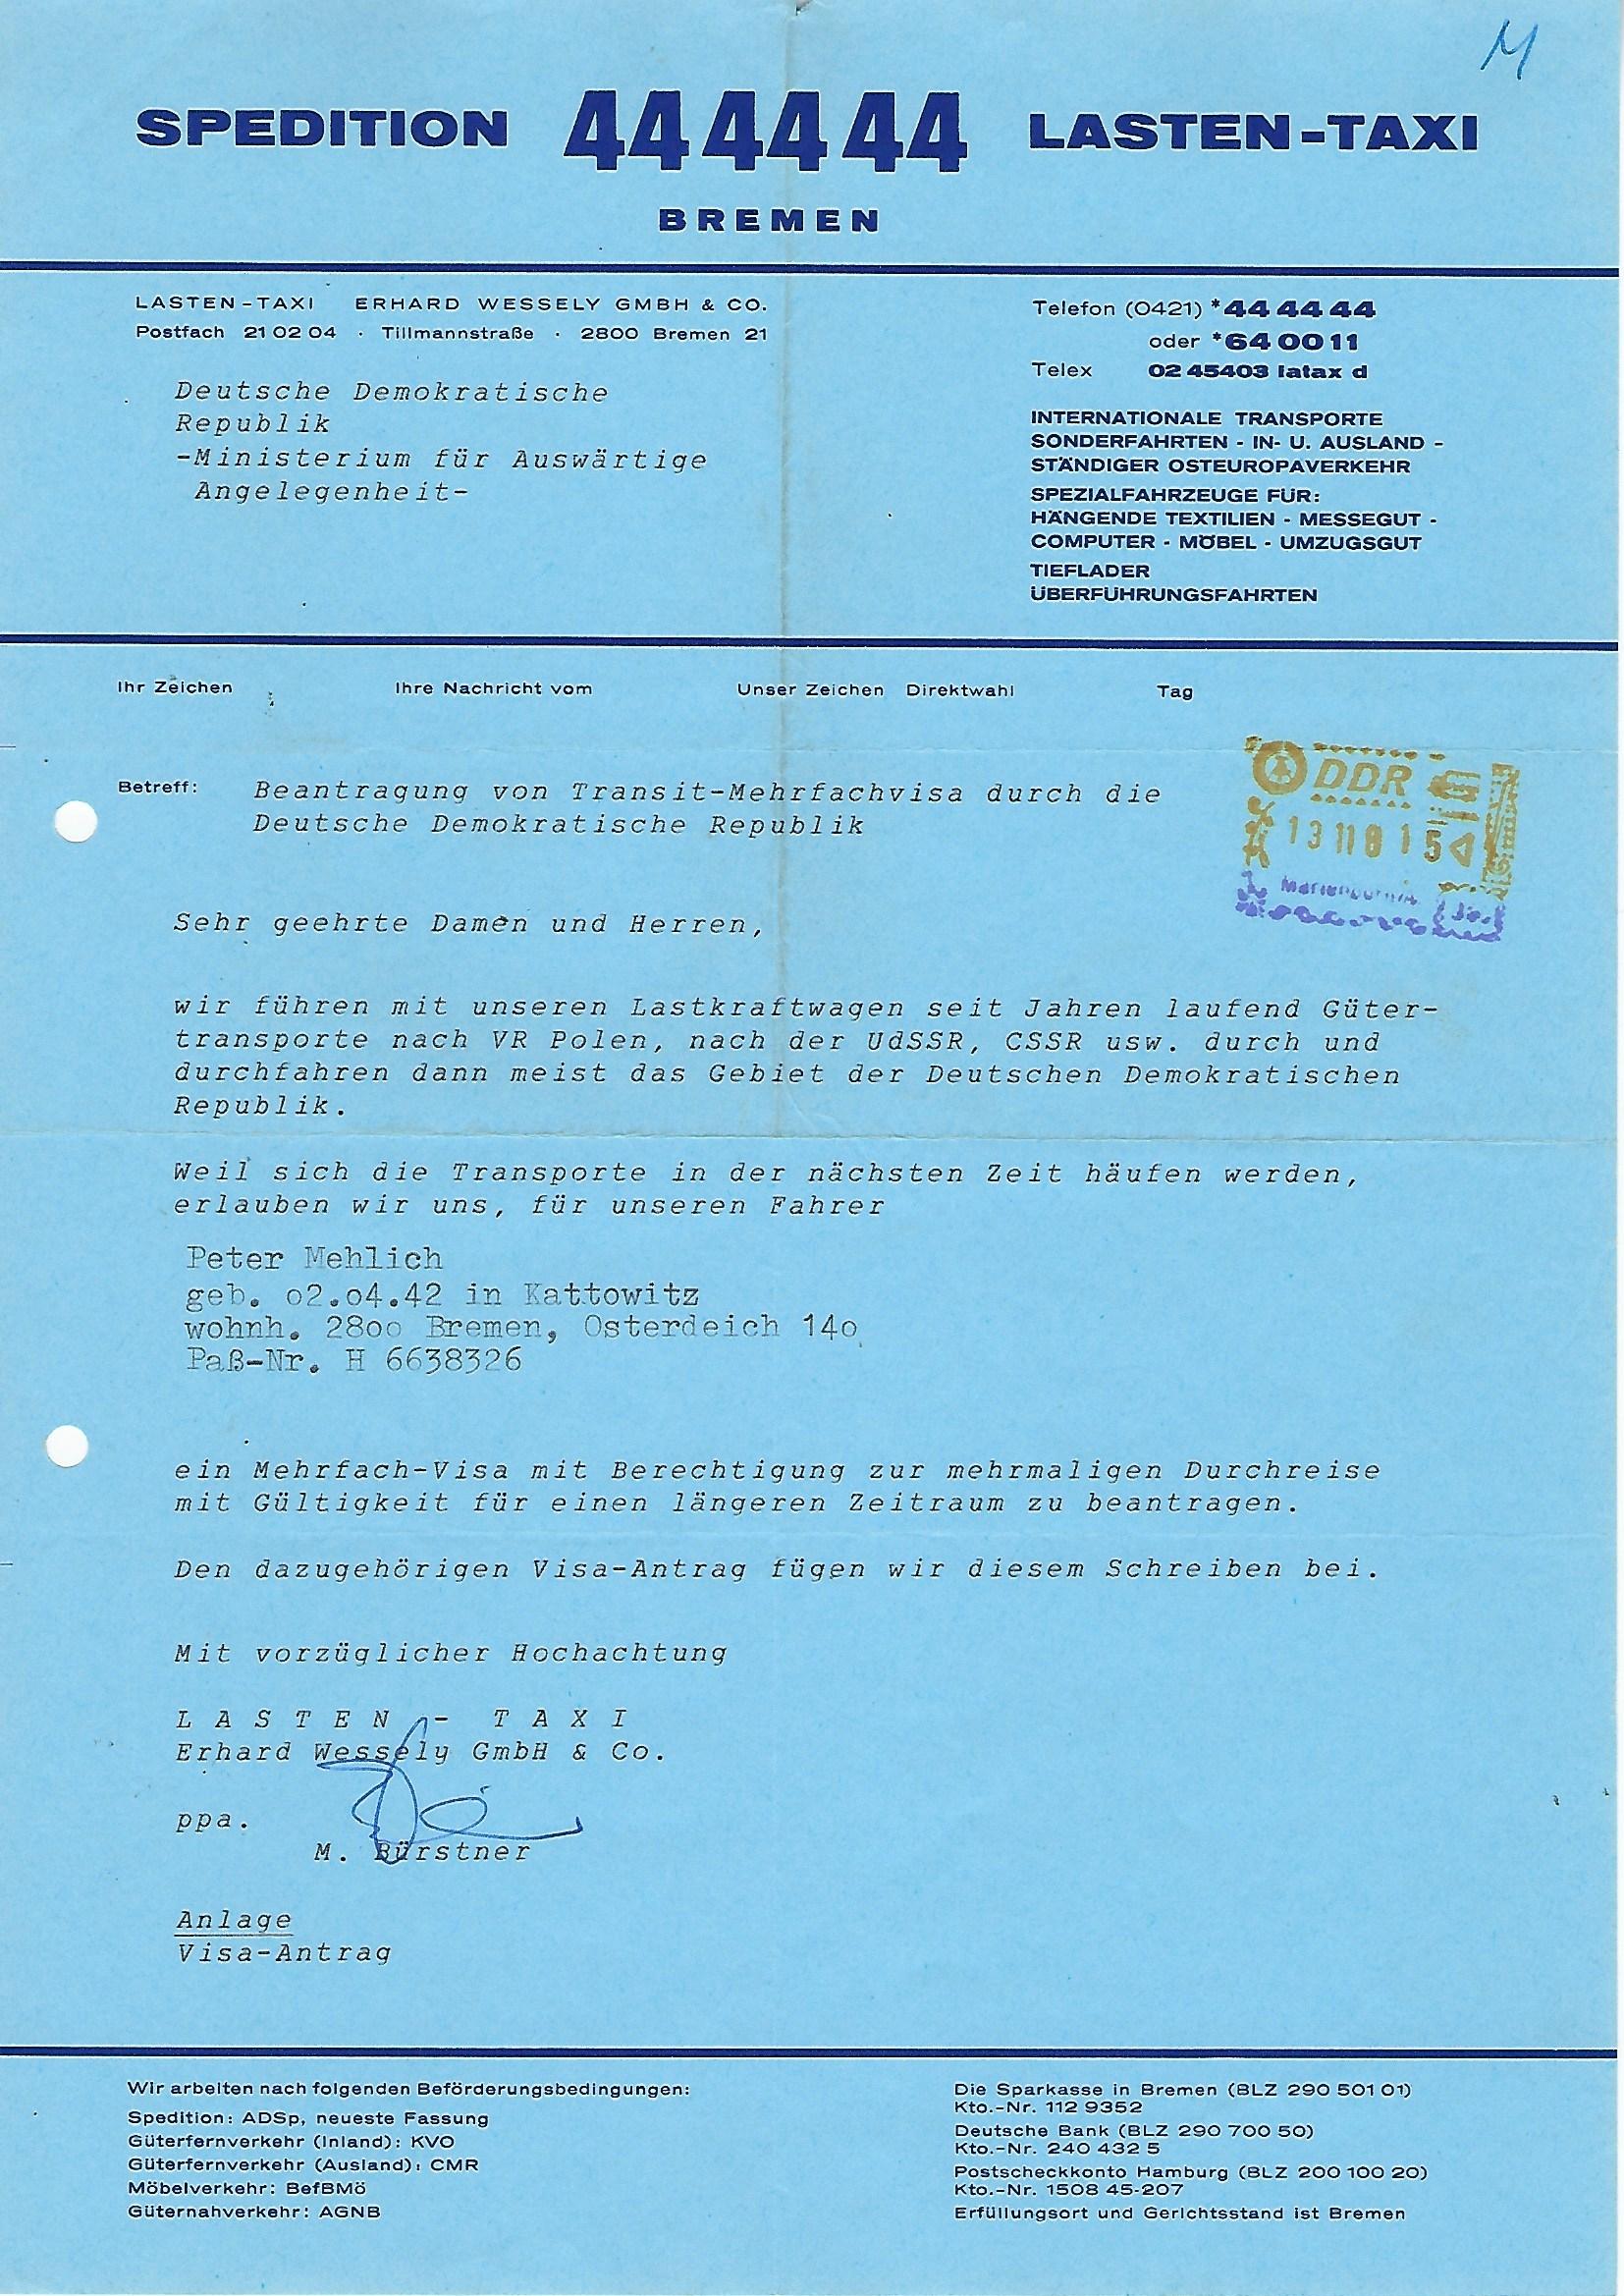 M
SPEDITION 44 44 44 LASTEN-TAXI
BREMEN
LASTEN-TAXI ERHARD WESSELY GMBH & CO.
Postfach 21 02 04 · Tillmannstraße · 2800 Bremen 21
Telefon (0421) *44 44 44
oder *64 00 11
Telex 02 45403 latax d
INTERNATIONALE TRANSPORTE
SONDERFAHRTEN - IN- U. AUSLAND -
STÄNDIGER OSTEUROPAVERKEHR
SPEZIALFAHRZEUGE FÜR:
HÄNGENDE TEXTILIEN - MESSEGUT -
COMPUTER - MÖBEL - UMZUGSGUT
TIEFLADER
ÜBERFÜHRUNGSFAHRTEN
Deutsche Demokratische
Republik
-Ministerium für Auswärtige
Angelegenheit-
Ihr Zeichen Ihre Nachricht vom Unser Zeichen Direktwahl Tag
DDR
13 11 8 1 5
Betreff: Beantragung von Transit-Mehrfachvisa durch die
Deutsche Demokratische Republik
Sehr geehrte Damen und Herren,
wir führen mit unseren Lastkraftwagen seit Jahren laufend Güter-
transporte nach VR Polen, nach der UdSSR, CSSR usw. durch und
durchfahren dann meist das Gebiet der Deutschen Demokratischen
Republik.
Weil sich die Transporte in der nächsten Zeit häufen werden,
erlauben wir uns, für unseren Fahrer
Peter Mehlich
geb. o2.o4.42 in Kattowitz
wohnh. 28oo Bremen, Osterdeich 14o
Paß-Nr. H 6638326
ein Mehrfach-Visa mit Berechtigung zur mehrmaligen Durchreise
mit Gültigkeit für einen längeren Zeitraum zu beantragen.
Den dazugehörigen Visa-Antrag fügen wir diesem Schreiben bei.
Mit vorzüglicher Hochachtung
L A S T E N - T A X I
Erhard Wessely GmbH & Co.
ppa.
M. Bürstner
Anlage
Visa-Antrag
Wir arbeiten nach folgenden Beförderungsbedingungen:
Spedition: ADSp, neueste Fassung
Güterfernverkehr (Inland): KVO
Güterfernverkehr (Ausland): CMR
Möbelverkehr: BefBMö
Güternahverkehr: AGNB
Die Sparkasse in Bremen (BLZ 290 501 01)
Kto.-Nr. 112 9352
Deutsche Bank (BLZ 290 700 50)
Kto.-Nr. 240 432 5
Postscheckkonto Hamburg (BLZ 200 100 20)
Kto.-Nr. 1508 45-207
Erfüllungsort und Gerichtsstand ist Bremen